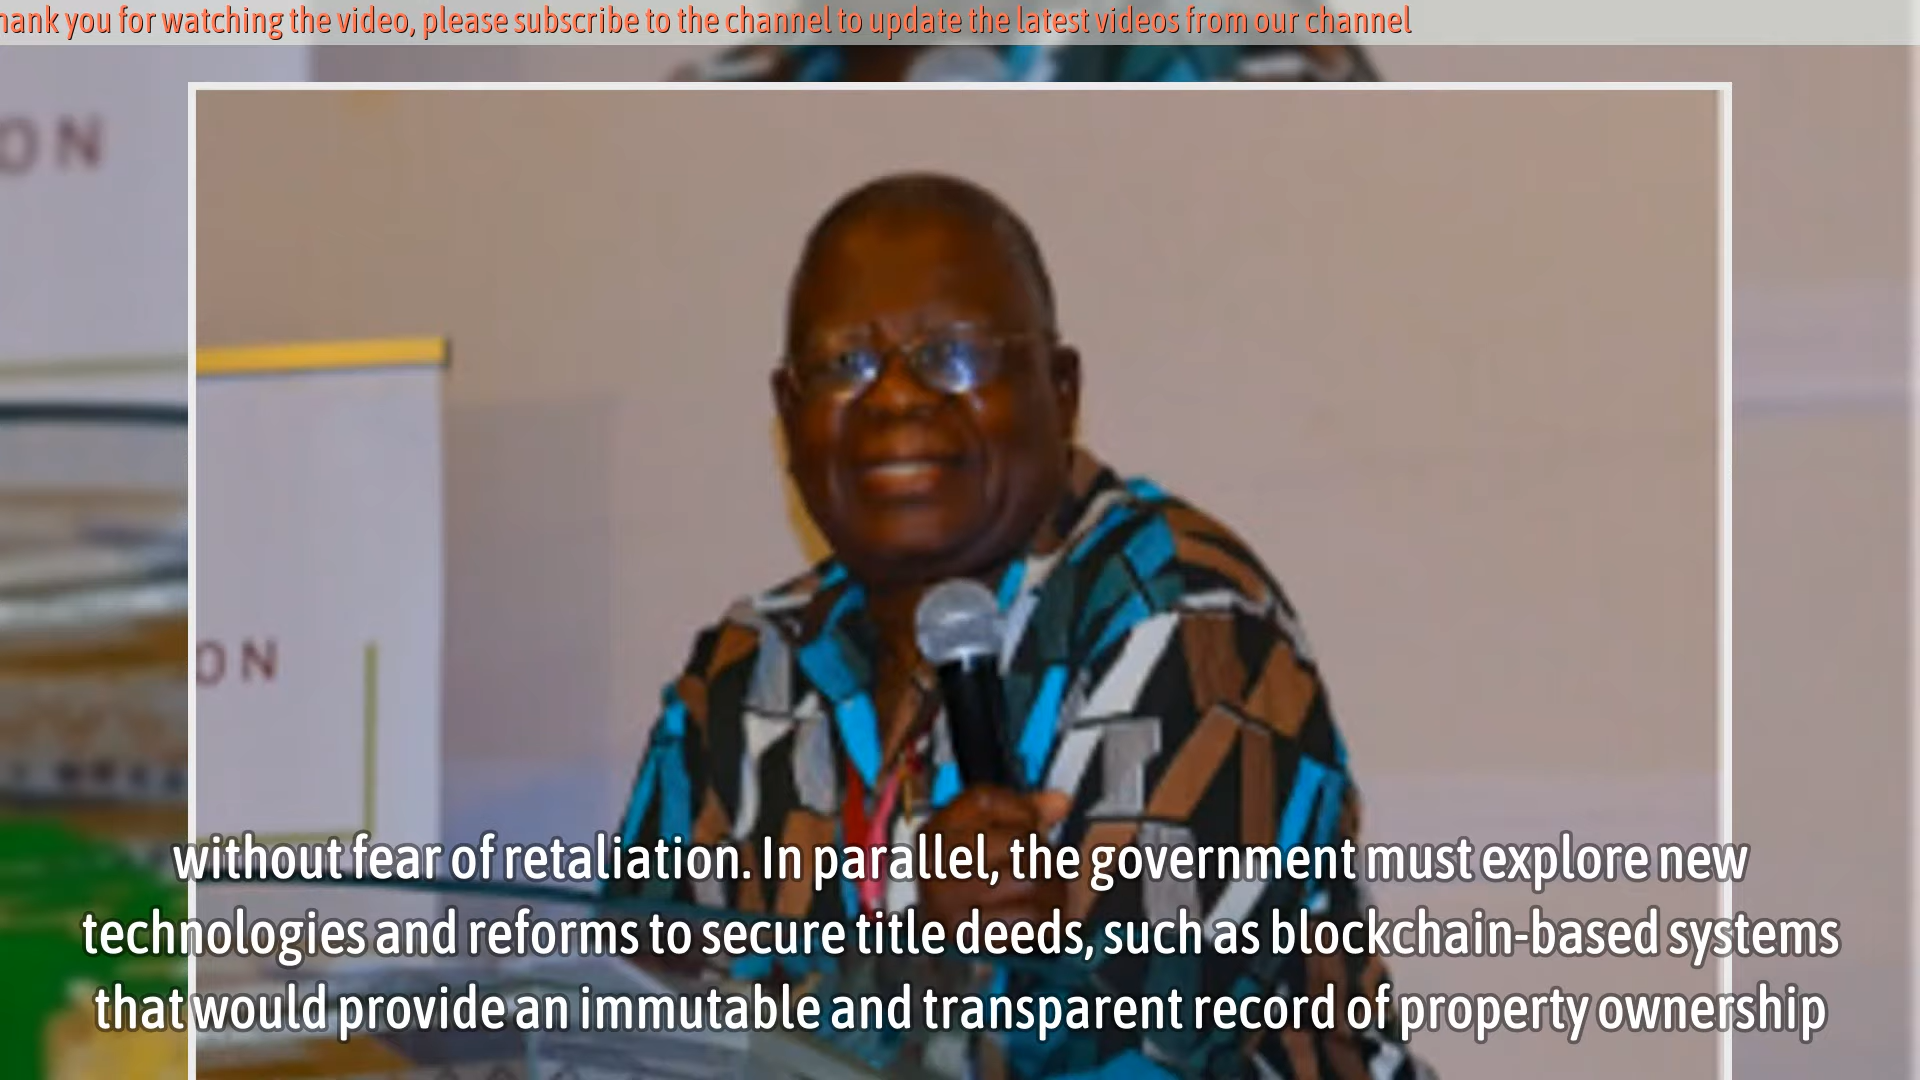 hank you for watching the video, please subscribe to the channel to update the latest videos from our channel
ON
ON
without fear of retaliation. In parallel, the government must explore new
technologies and reforms to secure title deeds, such as blockchain-based systems
that would provide an immutable and transparent record of property ownership